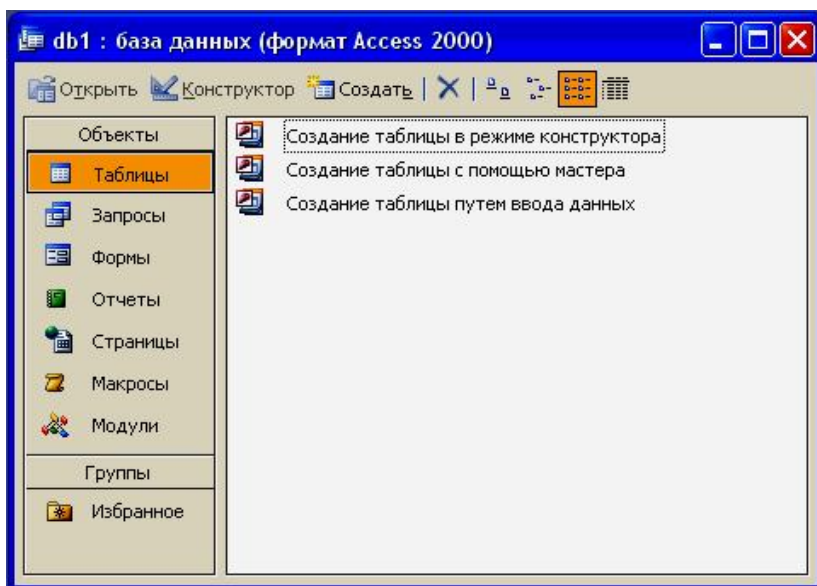 db1 : база данных (формат Access 2000)
Открыть Конструктор Создать
Объекты
Таблицы
Запросы
Формы
Отчеты
Страницы
Макросы
Модули
Группы
Избранное
Создание таблицы в режиме конструктора
Создание таблицы с помощью мастера
Создание таблицы путем ввода данных